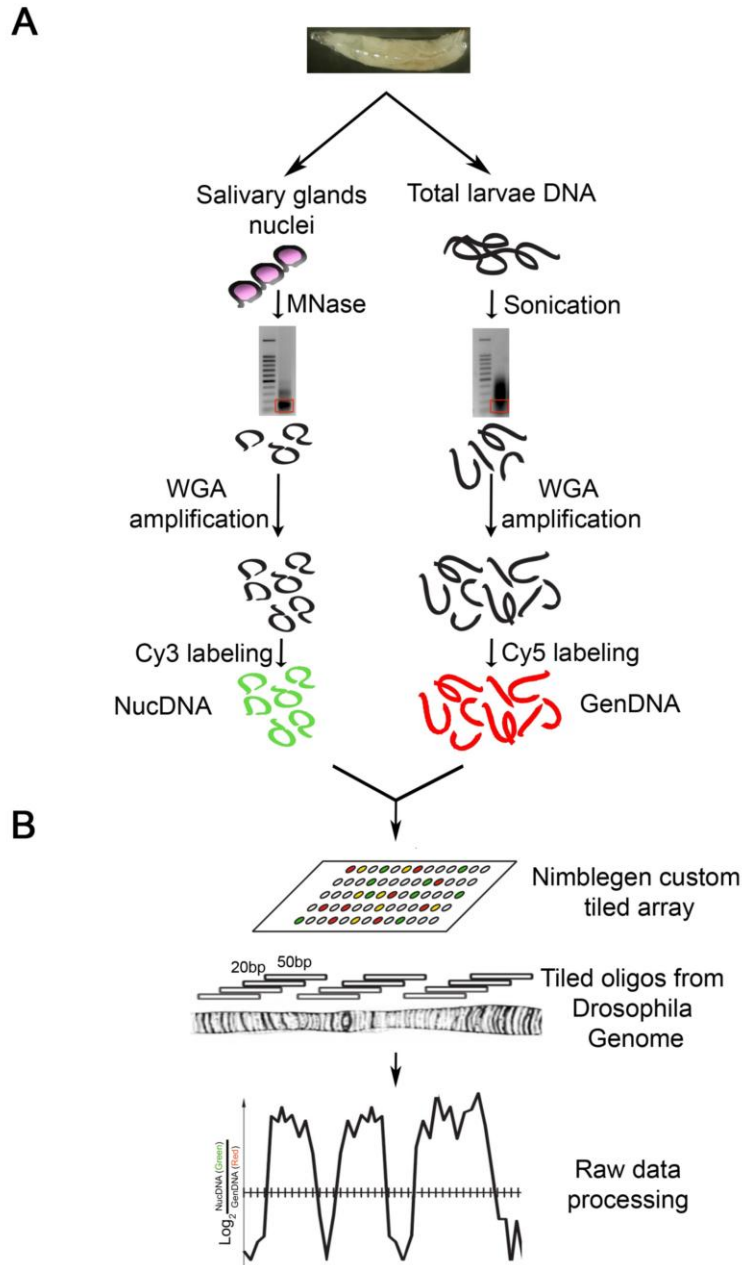 A
Salivary glands
nuclei
Total larvae DNA
MNase
Sonication
WGA
amplification
WGA
amplification
Cy3 labeling
Cy5 labeling
NucDNA
GenDNA
B
Nimblegen custom
tiled array
20bp
50bp
Tiled oligos from
Drosophila
Genome
Log2
NucDNA (Green)
GenDNA (Red)
Raw data
processing